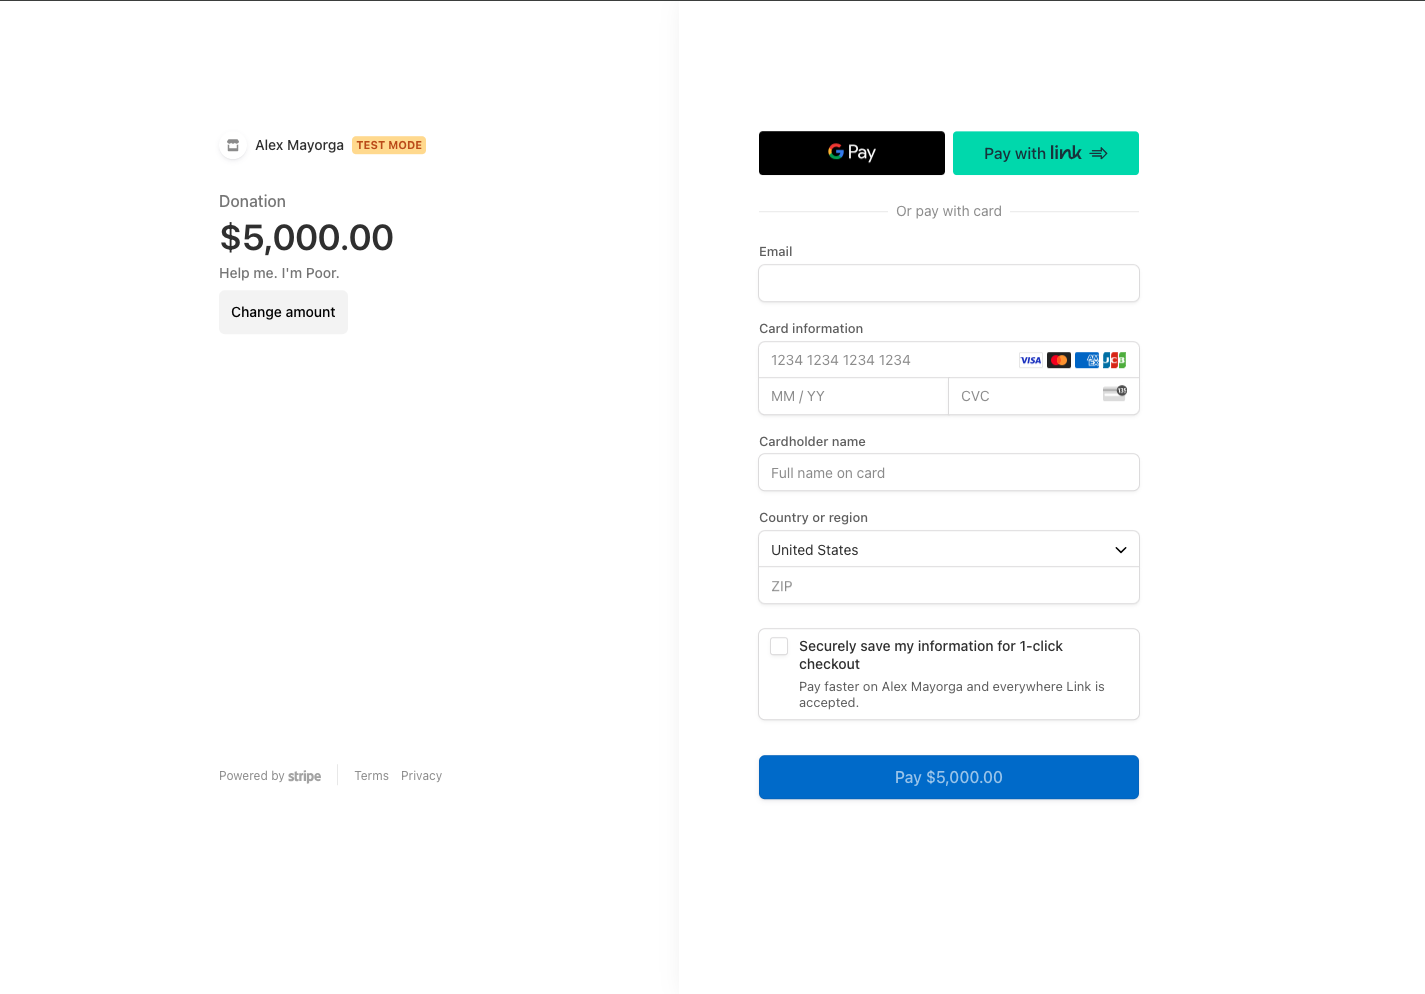 Alex Mayorga TEST MODE
Donation
$5,000.00
Help me. I'm Poor.
Change amount
Powered by stripe
Terms Privacy
G Pay
Pay with link
Or pay with card
Email
Card information
1234 1234 1234 1234
VISA
JCB
MM / YY
CVC
135
Cardholder name
Full name on card
Country or region
United States
ZIP
Securely save my information for 1-click
checkout
Pay faster on Alex Mayorga and everywhere Link is
accepted.
Pay $5,000.00